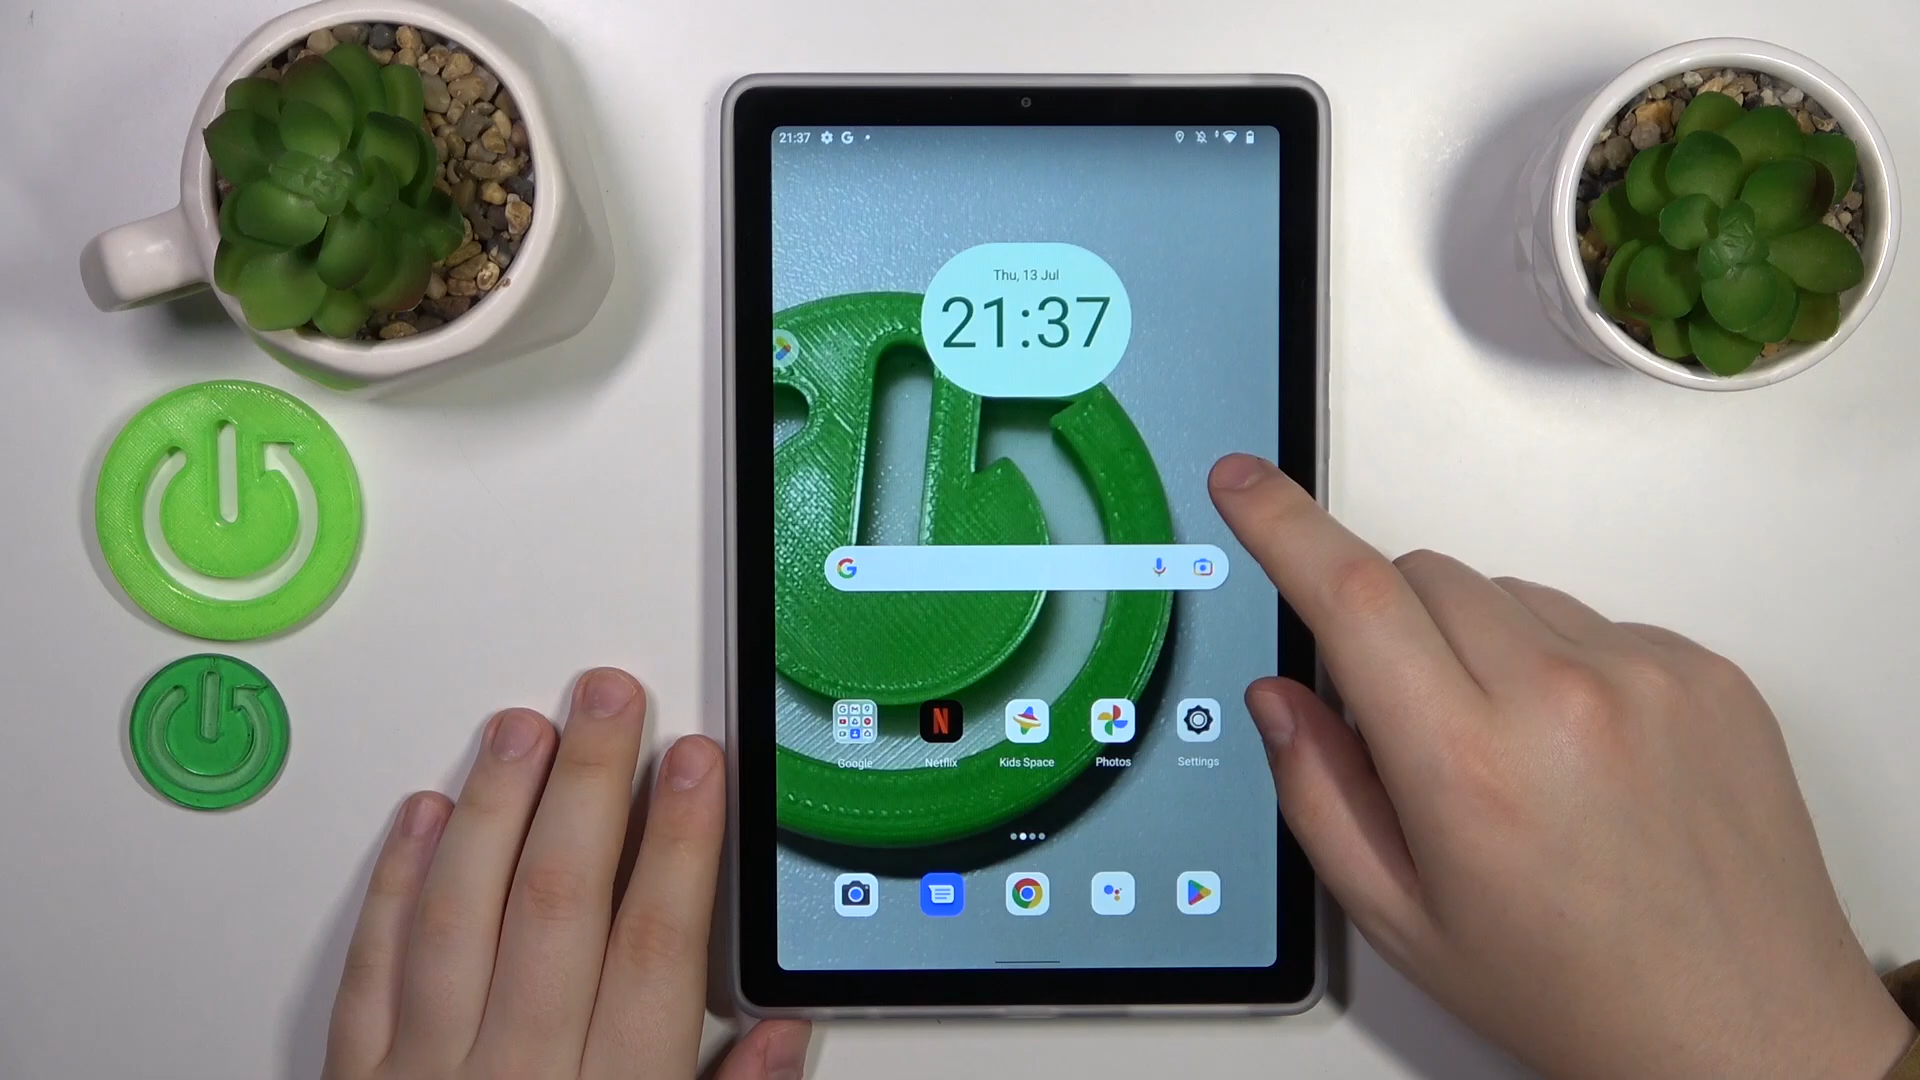 21:37
Thu, 13 Jul
21:37
Google
Netflix
Kids Space
Photos
Settings